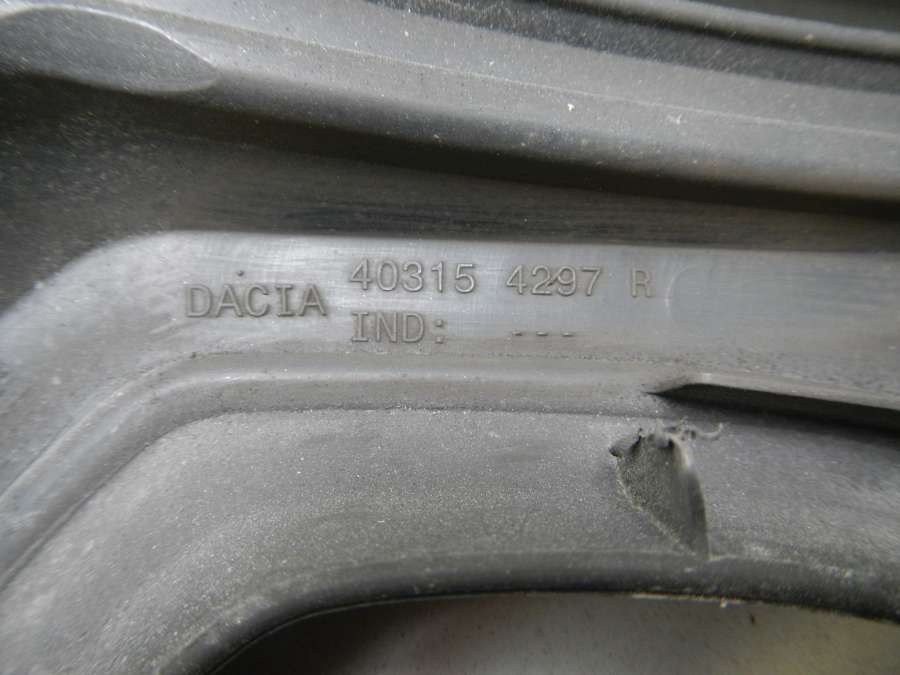 DACIA 40315 4297 R
IND: ---